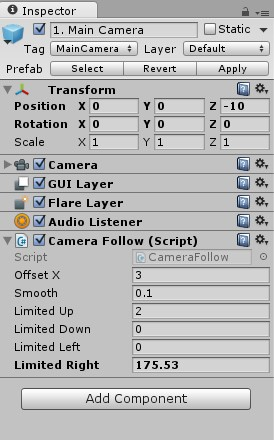 Inspector
1. Main Camera Static
Tag MainCamera Layer Default
Prefab Select Revert Apply
Transform
Position X 0 Y 0 Z -10
Rotation X 0 Y 0 Z 0
Scale X 1 Y 1 Z 1
Camera
GUI Layer
Flare Layer
Audio Listener
Camera Follow (Script)
Script CameraFollow
Offset X 3
Smooth 0.1
Limited Up 2
Limited Down 0
Limited Left 0
Limited Right 175.53
Add Component